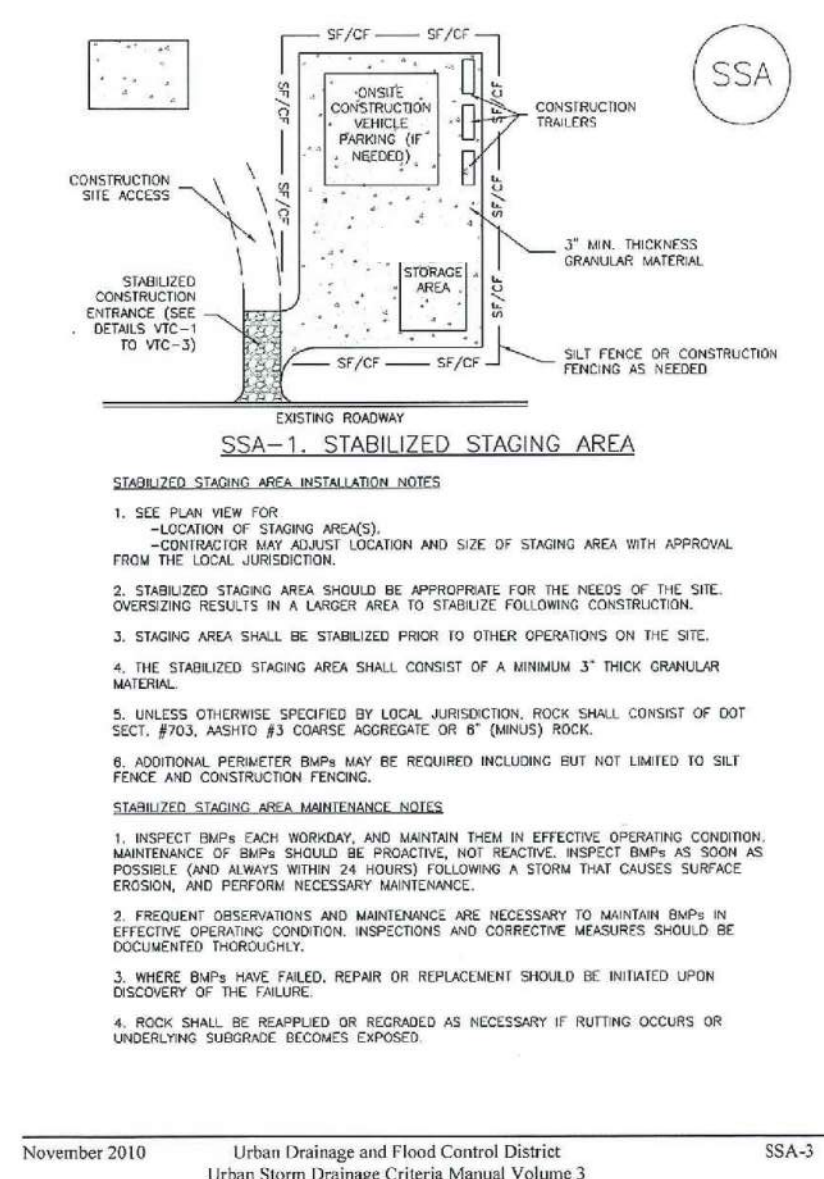 SF/CF SF/CF
SSA
ONSITE
CONSTRUCTION
VEHICLE
PARKING (IF
NEEDED)
SF/CF
SF/CF
SF/CF
SF/CF
SF/CF
CONSTRUCTION
TRAILERS
CONSTRUCTION
SITE ACCESS
3" MIN. THICKNESS
GRANULAR MATERIAL
STORAGE
AREA
STABILIZED
CONSTRUCTION
ENTRANCE (SEE
DETAILS VTC-1
TO VTC-3)
SF/CF SF/CF
SILT FENCE OR CONSTRUCTION
FENCING AS NEEDED
EXISTING ROADWAY
SSA-1. STABILIZED STAGING AREA
STABILIZED STAGING AREA INSTALLATION NOTES
1. SEE PLAN VIEW FOR
-LOCATION OF STAGING AREA(S).
-CONTRACTOR MAY ADJUST LOCATION AND SIZE OF STAGING AREA WITH APPROVAL
FROM THE LOCAL JURISDICTION.
2. STABILIZED STAGING AREA SHOULD BE APPROPRIATE FOR THE NEEDS OF THE SITE.
OVERSIZING RESULTS IN A LARGER AREA TO STABILIZE FOLLOWING CONSTRUCTION.
3. STAGING AREA SHALL BE STABILIZED PRIOR TO OTHER OPERATIONS ON THE SITE.
4. THE STABILIZED STAGING AREA SHALL CONSIST OF A MINIMUM 3" THICK GRANULAR
MATERIAL.
5. UNLESS OTHERWISE SPECIFIED BY LOCAL JURISDICTION, ROCK SHALL CONSIST OF DOT
SECT. #703, AASHTO #3 COARSE AGGREGATE OR 6" (MINUS) ROCK.
6. ADDITIONAL PERIMETER BMPs MAY BE REQUIRED INCLUDING BUT NOT LIMITED TO SILT
FENCE AND CONSTRUCTION FENCING.
STABILIZED STAGING AREA MAINTENANCE NOTES
1. INSPECT BMPs EACH WORKDAY, AND MAINTAIN THEM IN EFFECTIVE OPERATING CONDITION.
MAINTENANCE OF BMPs SHOULD BE PROACTIVE, NOT REACTIVE. INSPECT BMPs AS SOON AS
POSSIBLE (AND ALWAYS WITHIN 24 HOURS) FOLLOWING A STORM THAT CAUSES SURFACE
EROSION, AND PERFORM NECESSARY MAINTENANCE.
2. FREQUENT OBSERVATIONS AND MAINTENANCE ARE NECESSARY TO MAINTAIN BMPs IN
EFFECTIVE OPERATING CONDITION. INSPECTIONS AND CORRECTIVE MEASURES SHOULD BE
DOCUMENTED THOROUGHLY.
3. WHERE BMPs HAVE FAILED, REPAIR OR REPLACEMENT SHOULD BE INITIATED UPON
DISCOVERY OF THE FAILURE.
4. ROCK SHALL BE REAPPLIED OR REGRADED AS NECESSARY IF RUTTING OCCURS OR
UNDERLYING SUBGRADE BECOMES EXPOSED.
November 2010 Urban Drainage and Flood Control District SSA-3
Urban Storm Drainage Criteria Manual Volume 3